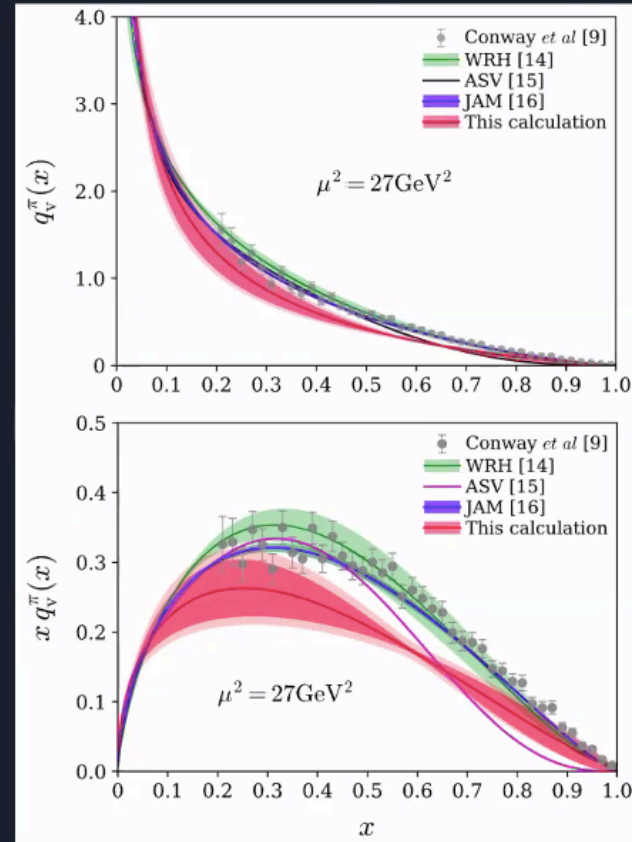 4.0
Conway et al [9]
WRH [14]
ASV [15]
JAM [16]
This calculation
3.0
q_v^π(x)
2.0
μ² = 27GeV²
1.0
0
0 0.1 0.2 0.3 0.4 0.5 0.6 0.7 0.8 0.9 1.0
0.5
Conway et al [9]
WRH [14]
ASV [15]
JAM [16]
This calculation
0.4
0.3
x q_v^π(x)
0.2
μ² = 27GeV²
0.1
0.0
0 0.1 0.2 0.3 0.4 0.5 0.6 0.7 0.8 0.9 1.0
x